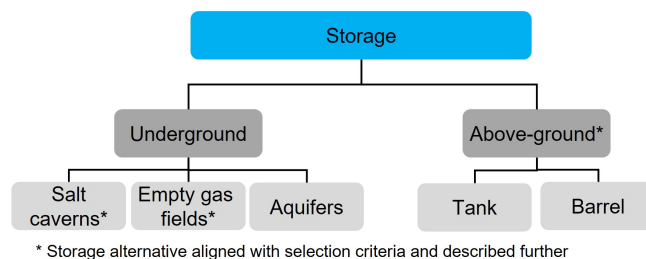 Storage
Underground
Above-ground*
Salt
caverns*
Empty gas
fields*
Aquifers
Tank
Barrel
* Storage alternative aligned with selection criteria and described further